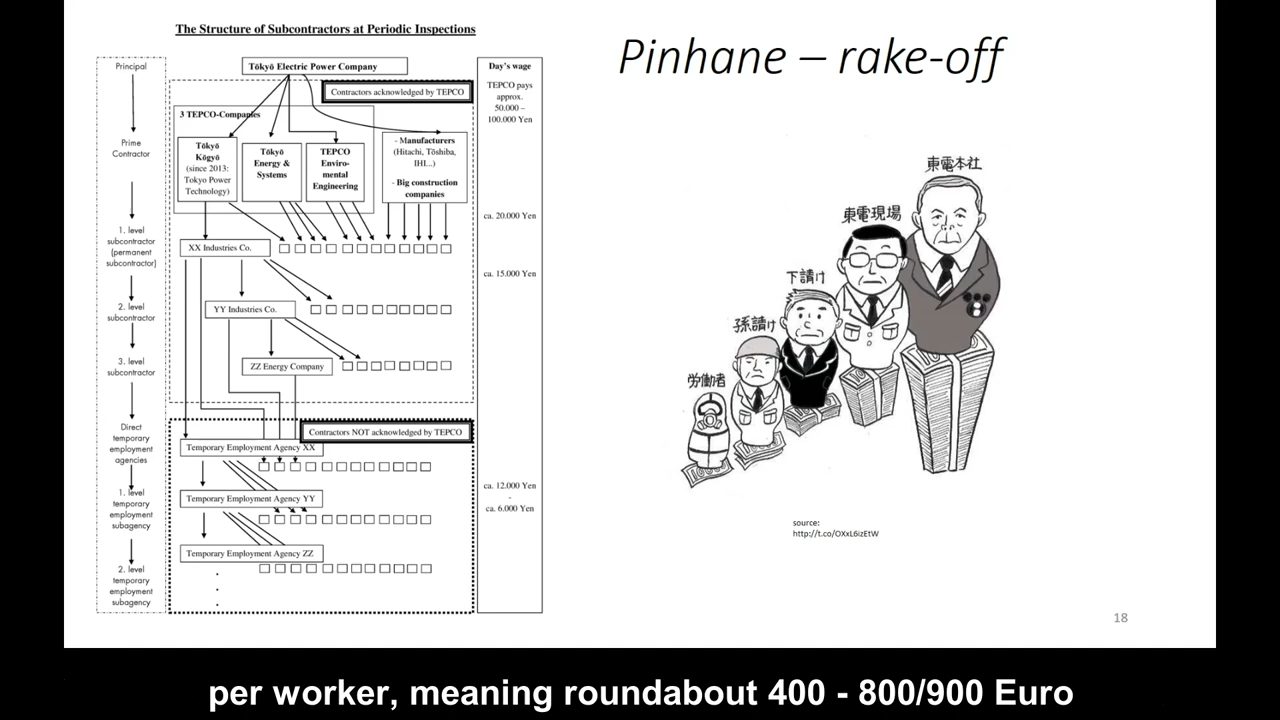 The Structure of Subcontractors at Periodic Inspections
Pinhane – rake-off
Principal
Prime
Contractor
1. level
subcontractor
(permanent
subcontractor)
2. level
subcontractor
3. level
subcontractor
Direct
temporary
employment
agencies
1. level
temporary
employment
subagency
2. level
temporary
employment
subagency
Tōkyō Electric Power Company
Contractors acknowledged by TEPCO
3 TEPCO-Companies
Tōkyō
Kōgyō
(since 2013:
Tokyo Power
Technology)
Tōkyō
Energy &
Systems
TEPCO
Enviro-
mental
Engineering
- Manufacturers
(Hitachi, Tōshiba,
IHI...)
- Big construction
companies
XX Industries Co.
YY Industries Co.
ZZ Energy Company
Contractors NOT acknowledged by TEPCO
Temporary Employment Agency XX
Temporary Employment Agency YY
Temporary Employment Agency ZZ
Day's wage
TEPCO pays
approx.
50.000 –
100.000 Yen
ca. 20.000 Yen
ca. 15.000 Yen
ca. 12.000 Yen
-
ca. 6.000 Yen
東電本社
東電現場
下請け
孫請け
労働者
source:
http://t.co/OXxL6izEtW
18
per worker, meaning roundabout 400 - 800/900 Euro